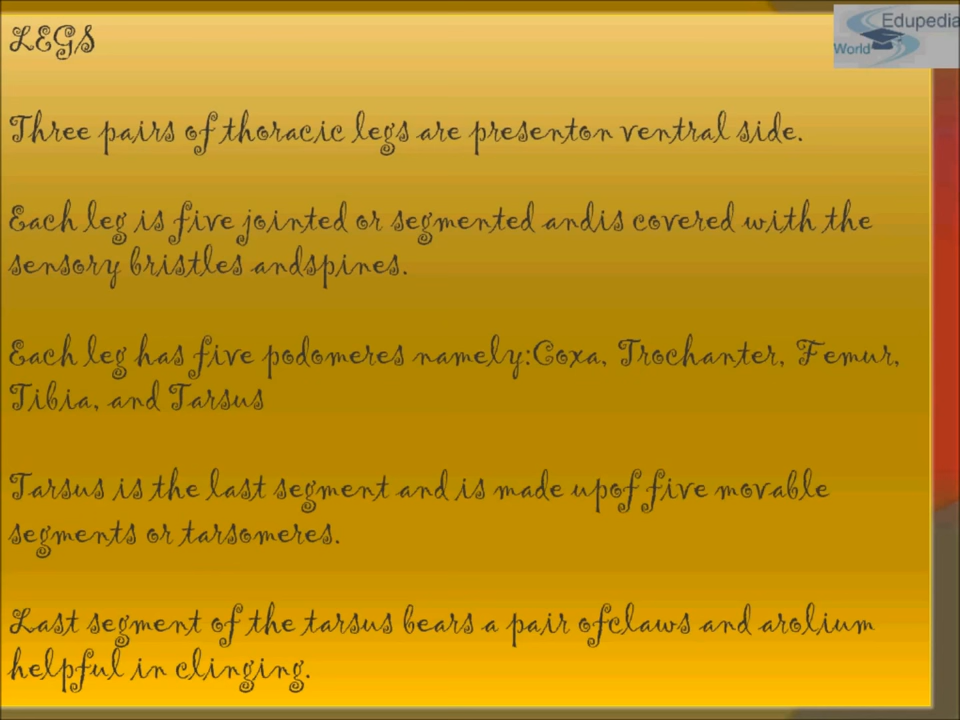 Edupedia
World
LEGS
Three pairs of thoracic legs are presenton ventral side.
Each leg is five jointed or segmented andis covered with the
sensory bristles andspines.
Each leg has five podomeres namely:Coxa, Trochanter, Femur,
Tibia, and Tarsus
Tarsus is the last segment and is made upof five movable
segments or tarsomeres.
Last segment of the tarsus bears a pair ofclaws and arolium
helpful in clinging.